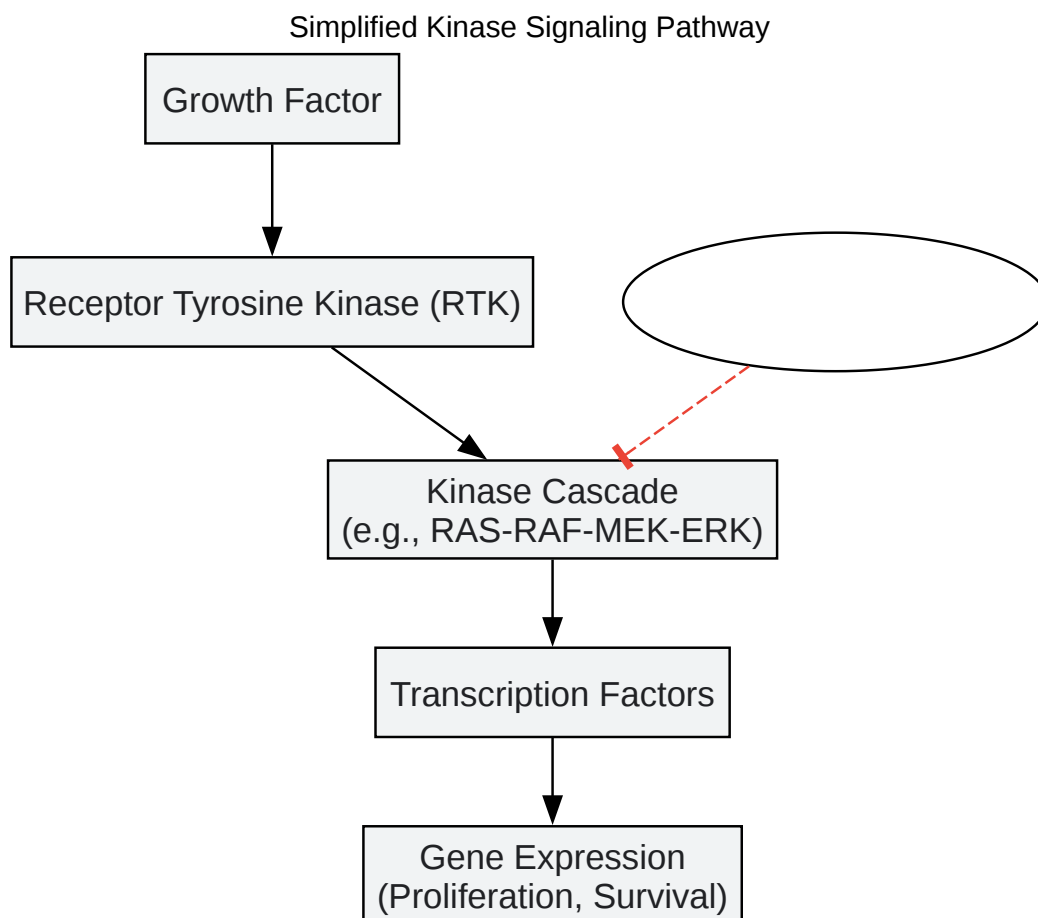 Simplified Kinase Signaling Pathway
Growth Factor
Receptor Tyrosine Kinase (RTK)
Kinase Cascade
(e.g., RAS-RAF-MEK-ERK)
Transcription Factors
Gene Expression
(Proliferation, Survival)